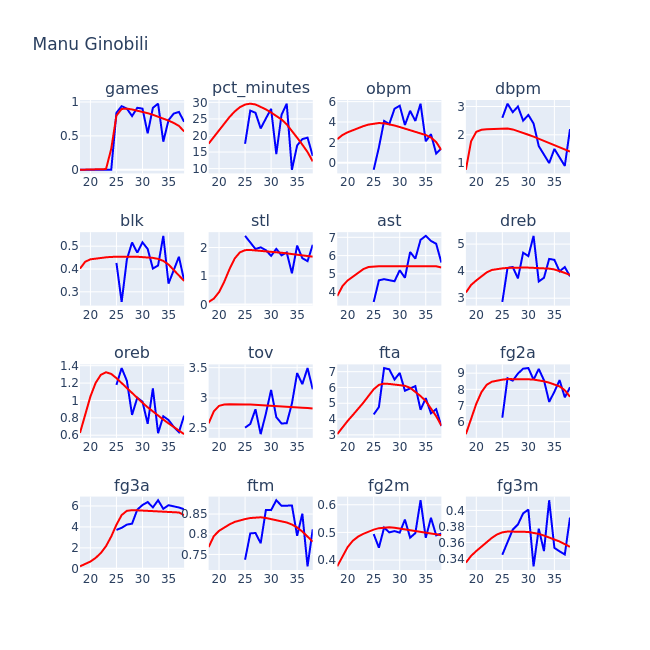 Manu Ginobili
games pct_minutes obpm dbpm
1 0.5 0 20 25 30 35
30 25 20 15 10 20 25 30 35
6 4 2 0 20 25 30 35
3 2 1 20 25 30 35
blk stl ast dreb
0.5 0.4 0.3 20 25 30 35
2 1 0 20 25 30 35
7 6 5 4 20 25 30 35
5 4 3 20 25 30 35
oreb tov fta fg2a
1.4 1.2 1 0.8 0.6 20 25 30 35
3.5 3 2.5 20 25 30 35
7 6 5 4 3 20 25 30 35
9 8 7 6 20 25 30 35
fg3a ftm fg2m fg3m
6 4 2 0 20 25 30 35
0.85 0.8 0.75 20 25 30 35
0.6 0.5 0.4 20 25 30 35
0.4 0.38 0.36 0.34 20 25 30 35